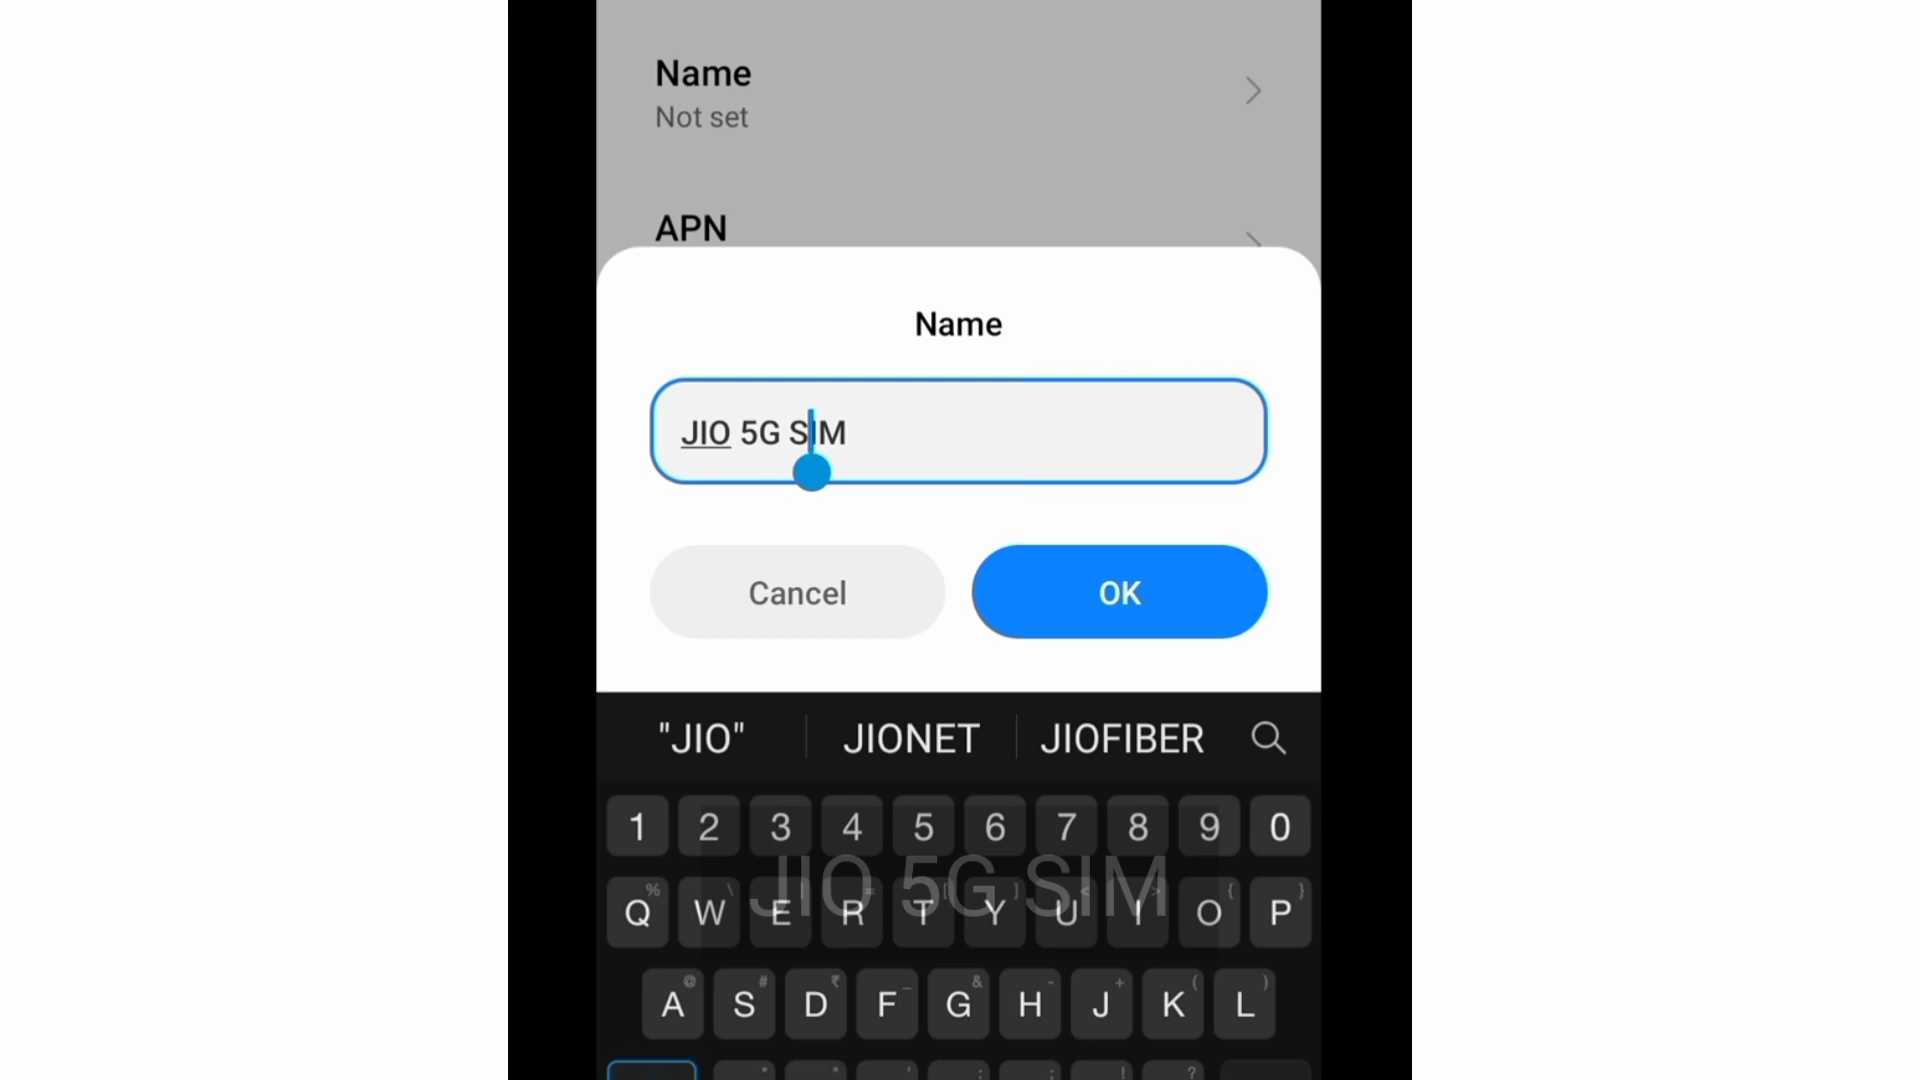 Name
Not set
APN
Name
JIO 5G SIM
Cancel
OK
"JIO" JIONET JIOFIBER
1 2 3 4 5 6 7 8 9 0
JIO 5G SIM
% \ | = [ ] < > { }
Q W E R T Y U I O P
@ # ₹ _ & - + ( )
A S D F G H J K L
* " ' : ; ! ?